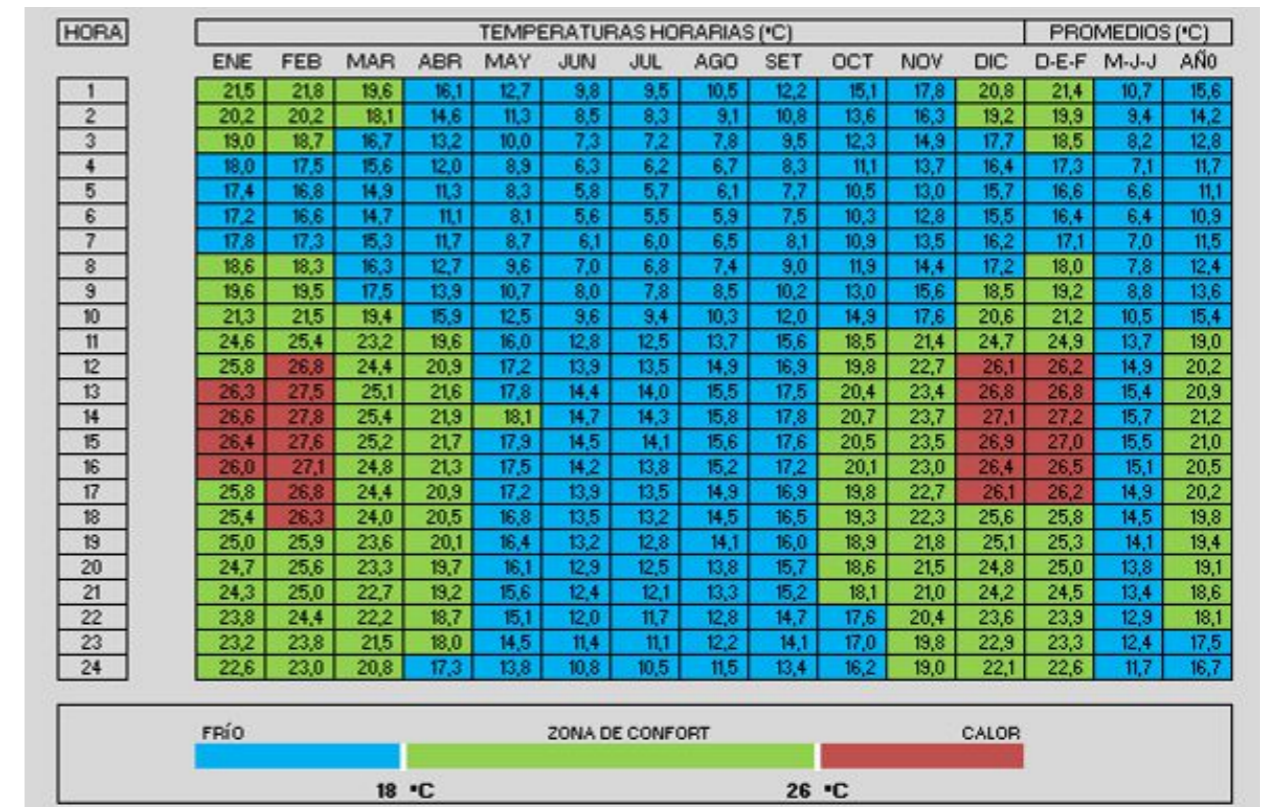 HORA TEMPERATURAS HORARIAS (°C) PROMEDIOS (°C)
ENE FEB MAR ABR MAY JUN JUL AGO SET OCT NOV DIC D-E-F M-J-J AÑO
1 21,5 21,8 19,6 16,1 12,7 9,8 9,5 10,5 12,2 15,1 17,8 20,8 21,4 10,7 15,6
2 20,2 20,2 18,1 14,6 11,3 8,5 8,3 9,1 10,8 13,6 16,3 19,2 19,9 9,4 14,2
3 19,0 18,7 16,7 13,2 10,0 7,3 7,2 7,8 9,5 12,3 14,9 17,7 18,5 8,2 12,8
4 18,0 17,5 15,6 12,0 8,9 6,3 6,2 6,7 8,3 11,1 13,7 16,4 17,3 7,1 11,7
5 17,4 16,8 14,9 11,3 8,3 5,8 5,7 6,1 7,7 10,5 13,0 15,7 16,6 6,6 11,1
6 17,2 16,6 14,7 11,1 8,1 5,6 5,5 5,9 7,5 10,3 12,8 15,5 16,4 6,4 10,9
7 17,8 17,3 15,3 11,7 8,7 6,1 6,0 6,5 8,1 10,9 13,5 16,2 17,1 7,0 11,5
8 18,6 18,3 16,3 12,7 9,6 7,0 6,8 7,4 9,0 11,9 14,4 17,2 18,0 7,8 12,4
9 19,6 19,5 17,5 13,9 10,7 8,0 7,8 8,5 10,2 13,0 15,6 18,5 19,2 8,8 13,6
10 21,3 21,5 19,4 15,9 12,5 9,6 9,4 10,3 12,0 14,9 17,6 20,6 21,2 10,5 15,4
11 24,6 25,4 23,2 19,6 16,0 12,8 12,5 13,7 15,6 18,5 21,4 24,7 24,9 13,7 19,0
12 25,8 26,8 24,4 20,9 17,2 13,9 13,5 14,9 16,9 19,8 22,7 26,1 26,2 14,9 20,2
13 26,3 27,5 25,1 21,6 17,8 14,4 14,0 15,5 17,5 20,4 23,4 26,8 26,8 15,4 20,9
14 26,6 27,8 25,4 21,9 18,1 14,7 14,3 15,8 17,8 20,7 23,7 27,1 27,2 15,7 21,2
15 26,4 27,6 25,2 21,7 17,9 14,5 14,1 15,6 17,6 20,5 23,5 26,9 27,0 15,5 21,0
16 26,0 27,1 24,8 21,3 17,5 14,2 13,8 15,2 17,2 20,1 23,0 26,4 26,5 15,1 20,5
17 25,8 26,8 24,4 20,9 17,2 13,9 13,5 14,9 16,9 19,8 22,7 26,1 26,2 14,9 20,2
18 25,4 26,3 24,0 20,5 16,8 13,5 13,2 14,5 16,5 19,3 22,3 25,6 25,8 14,5 19,8
19 25,0 25,9 23,6 20,1 16,4 13,2 12,8 14,1 16,0 18,9 21,8 25,1 25,3 14,1 19,4
20 24,7 25,6 23,3 19,7 16,1 12,9 12,5 13,8 15,7 18,6 21,5 24,8 25,0 13,8 19,1
21 24,3 25,0 22,7 19,2 15,6 12,4 12,1 13,3 15,2 18,1 21,0 24,2 24,5 13,4 18,6
22 23,8 24,4 22,2 18,7 15,1 12,0 11,7 12,8 14,7 17,6 20,4 23,6 23,9 12,9 18,1
23 23,2 23,8 21,5 18,0 14,5 11,4 11,1 12,2 14,1 17,0 19,8 22,9 23,3 12,4 17,5
24 22,6 23,0 20,8 17,3 13,8 10,8 10,5 11,5 13,4 16,2 19,0 22,1 22,6 11,7 16,7
FRÍO ZONA DE CONFORT CALOR
18 °C 26 °C